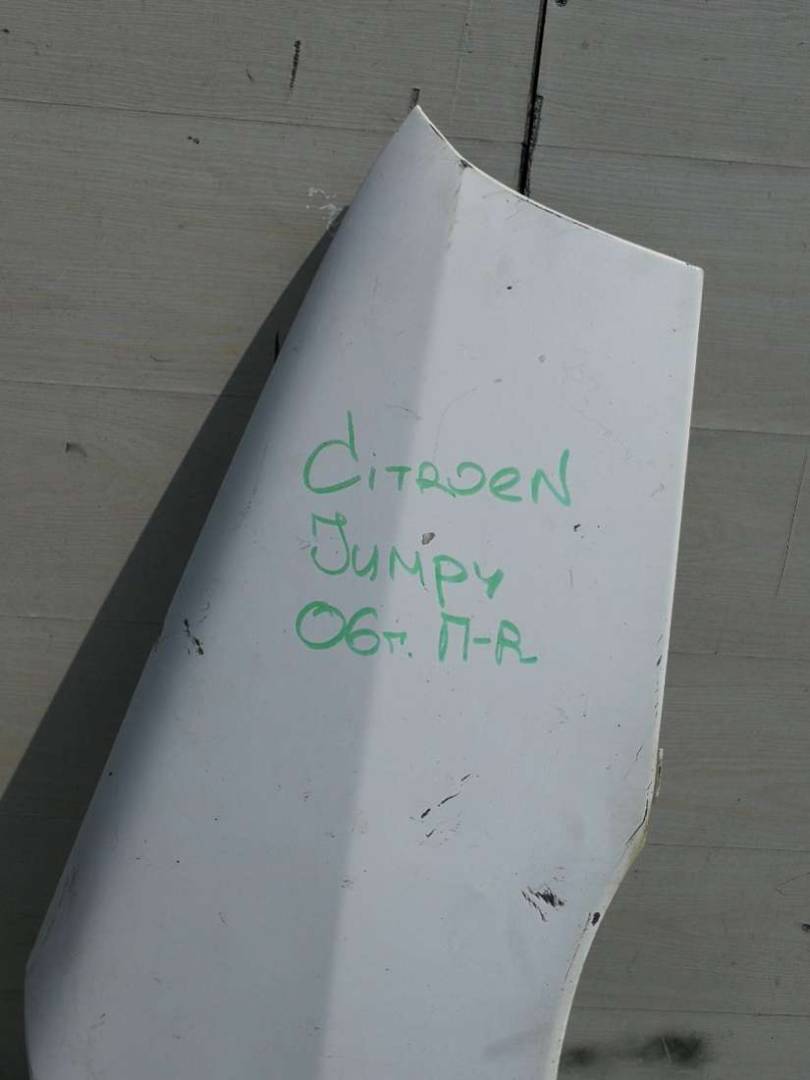 CITROEN
JUMPY
06г. П-R